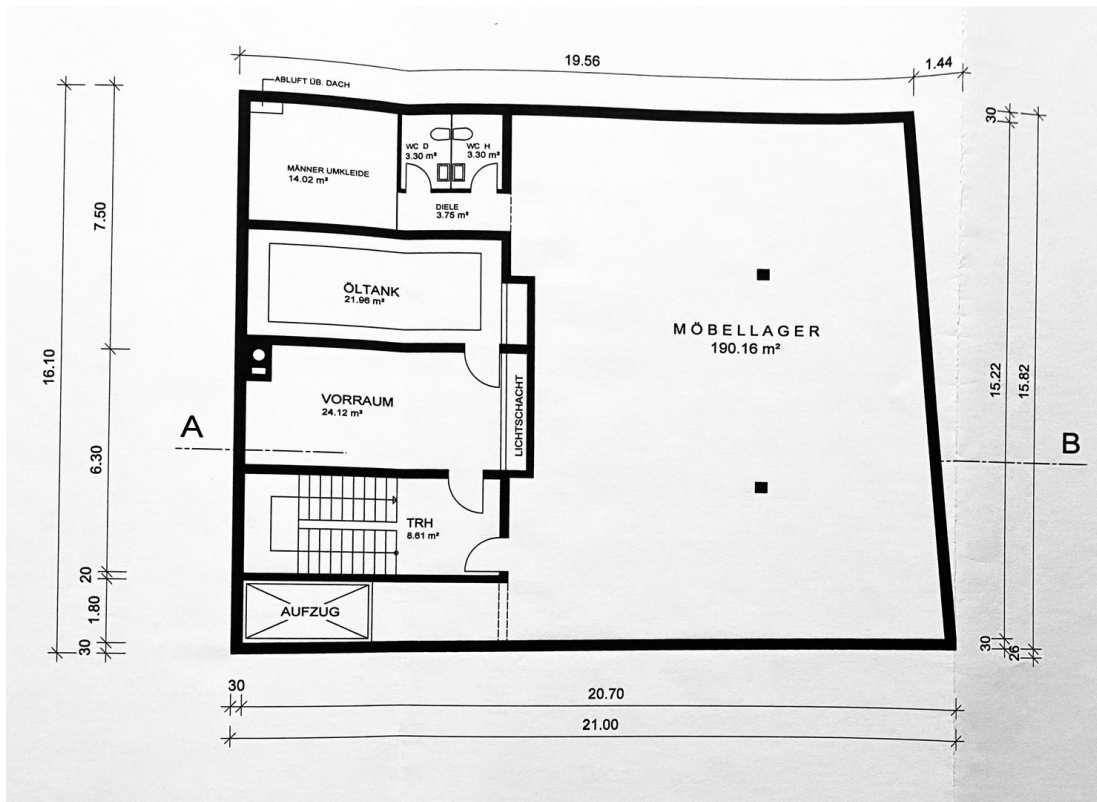 19.56
1.44
ABLUFT ÜB. DACH
30
WC D
3.30 m²
WC H
3.30 m²
MÄNNER UMKLEIDE
14.02 m²
DIELE
3.75 m²
7.50
ÖLTANK
21.96 m²
MÖBELLAGER
190.16 m²
16.10
15.22
15.82
VORRAUM
24.12 m²
LICHTSCHACHT
A
B
6.30
TRH
8.61 m²
20
1.80
AUFZUG
30
30
26
30
20.70
21.00